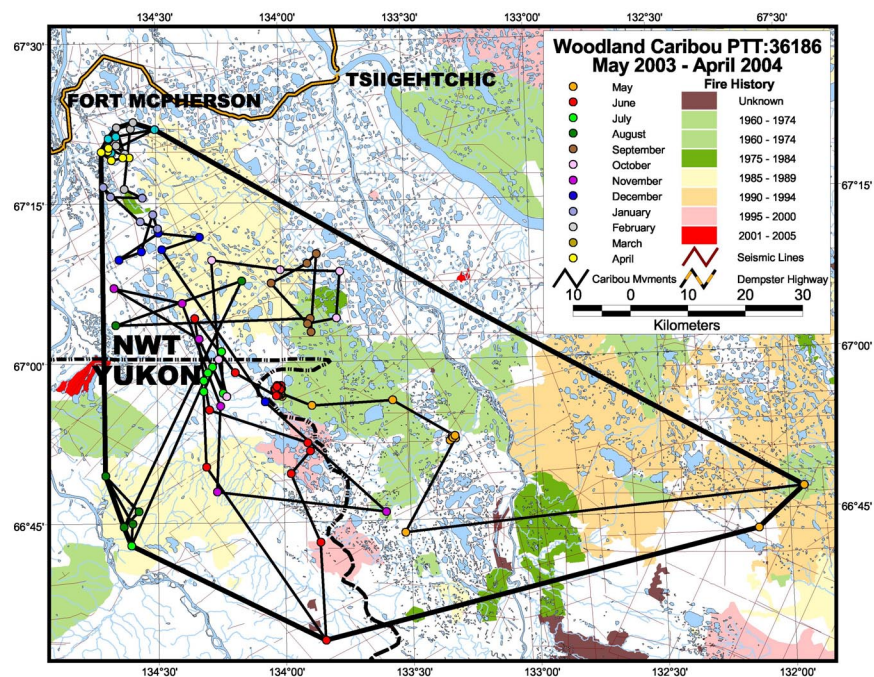 134°30' 134°00' 133°30' 133°00' 132°30' 67°30'
67°30'
Woodland Caribou PTT:36186
May 2003 - April 2004
May
June
July
August
September
October
November
December
January
February
March
April
Fire History
Unknown
1960 - 1974
1960 - 1974
1975 - 1984
1985 - 1989
1990 - 1994
1995 - 2000
2001 - 2005
Seismic Lines
Caribou Mvments
Dempster Highway
10 0 10 20 30
Kilometers
TSIIGEHTCHIC
FORT MCPHERSON
67°15'
67°15'
NWT
YUKON
67°00'
67°00'
66°45'
66°45'
134°30' 134°00' 133°30' 133°00' 132°30' 132°00'